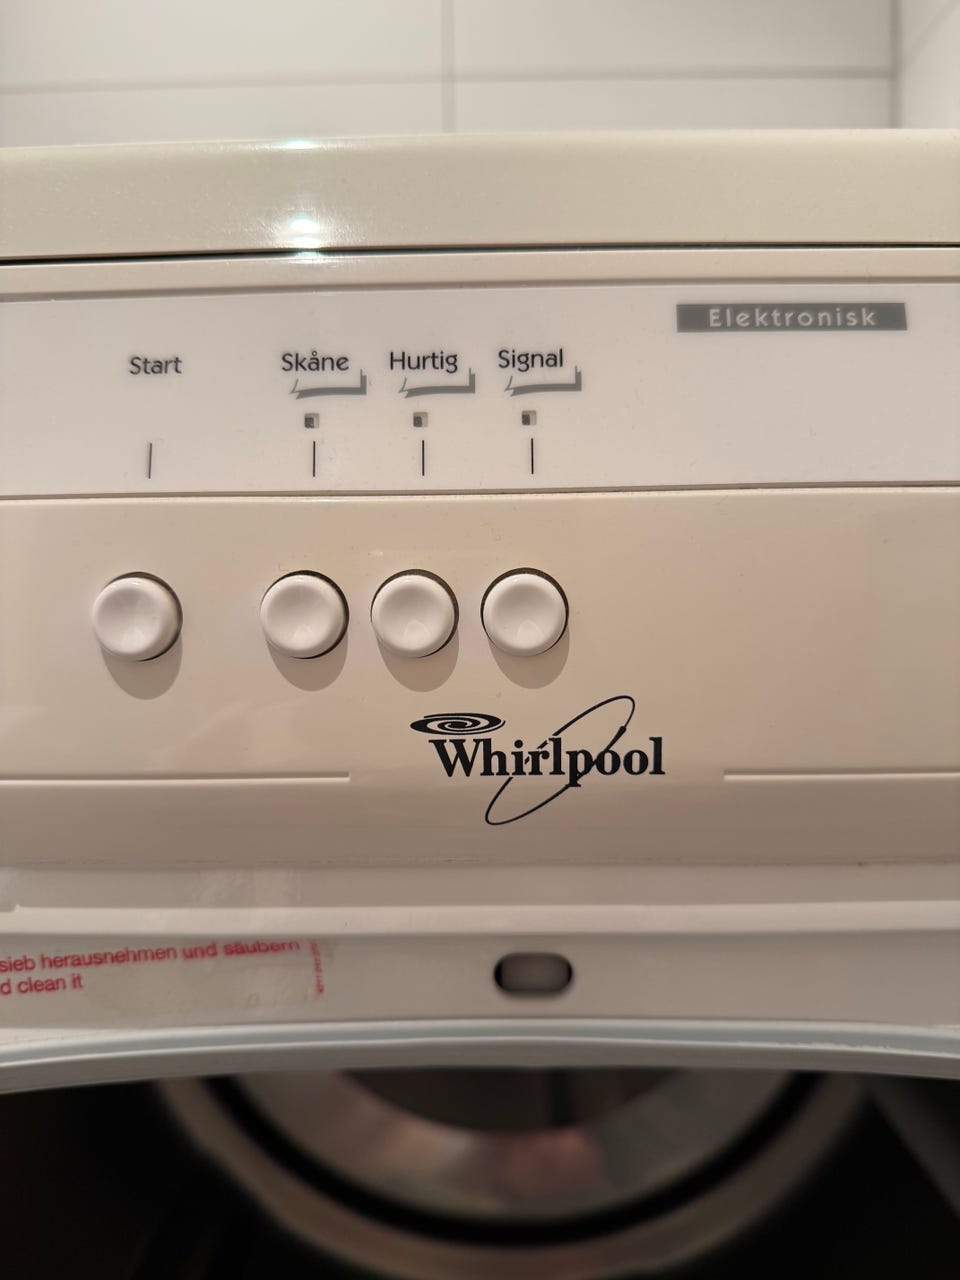 Elektronisk
Start Skåne Hurtig Signal
Whirlpool
sieb herausnehmen und säubern
d clean it